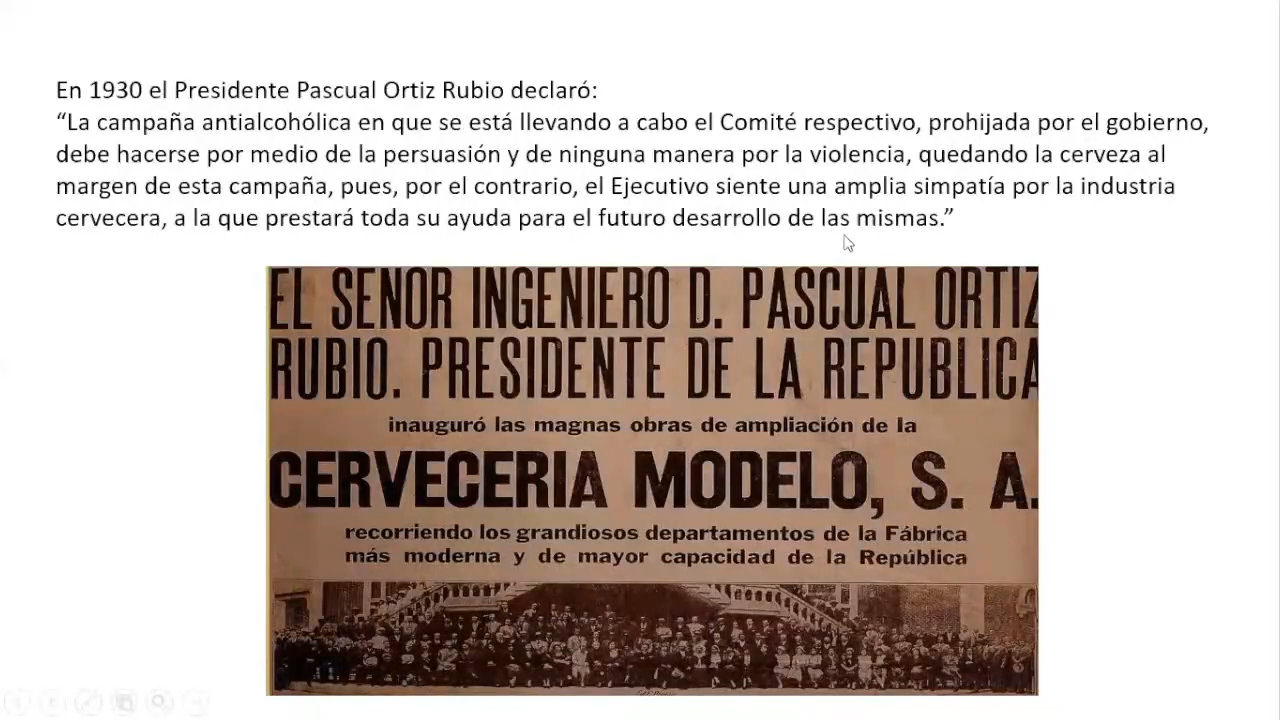 En 1930 el Presidente Pascual Ortiz Rubio declaró:
“La campaña antialcohólica en que se está llevando a cabo el Comité respectivo, prohijada por el gobierno,
debe hacerse por medio de la persuasión y de ninguna manera por la violencia, quedando la cerveza al
margen de esta campaña, pues, por el contrario, el Ejecutivo siente una amplia simpatía por la industria
cervecera, a la que prestará toda su ayuda para el futuro desarrollo de las mismas.”
EL SENOR INGENIERO D. PASCUAL ORTIZ
RUBIO. PRESIDENTE DE LA REPUBLICA
inauguró las magnas obras de ampliación de la
CERVECERIA MODELO, S. A.
recorriendo los grandiosos departamentos de la Fábrica
más moderna y de mayor capacidad de la República